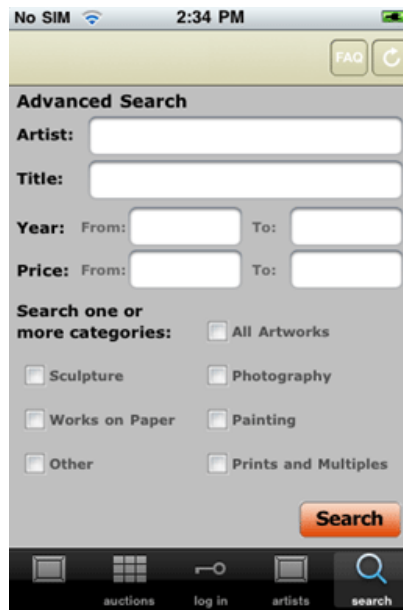 No SIM 2:34 PM
FAQ
Advanced Search
Artist:
Title:
Year: From: To:
Price: From: To:
Search one or
more categories: All Artworks
Sculpture Photography
Works on Paper Painting
Other Prints and Multiples
Search
auctions log in artists search